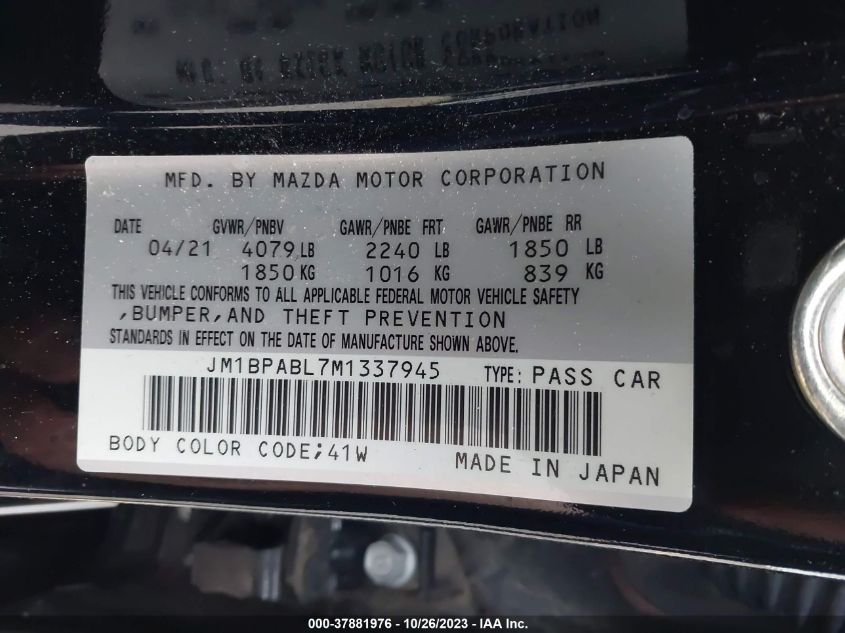 MFD. BY MAZDA MOTOR CORPORATION
DATE GVWR/PNBV GAWR/PNBE FRT GAWR/PNBE RR
04/21 4079 LB 2240 LB 1850 LB
1850 KG 1016 KG 839 KG
THIS VEHICLE CONFORMS TO ALL APPLICABLE FEDERAL MOTOR VEHICLE SAFETY
,BUMPER,AND THEFT PREVENTION
STANDARDS IN EFFECT ON THE DATE OF MANUFACTURE SHOWN ABOVE.
JM1BPABL7M1337945 TYPE: PASS CAR
BODY COLOR CODE;41W MADE IN JAPAN
000-37881976 - 10/26/2023 - IAA Inc.